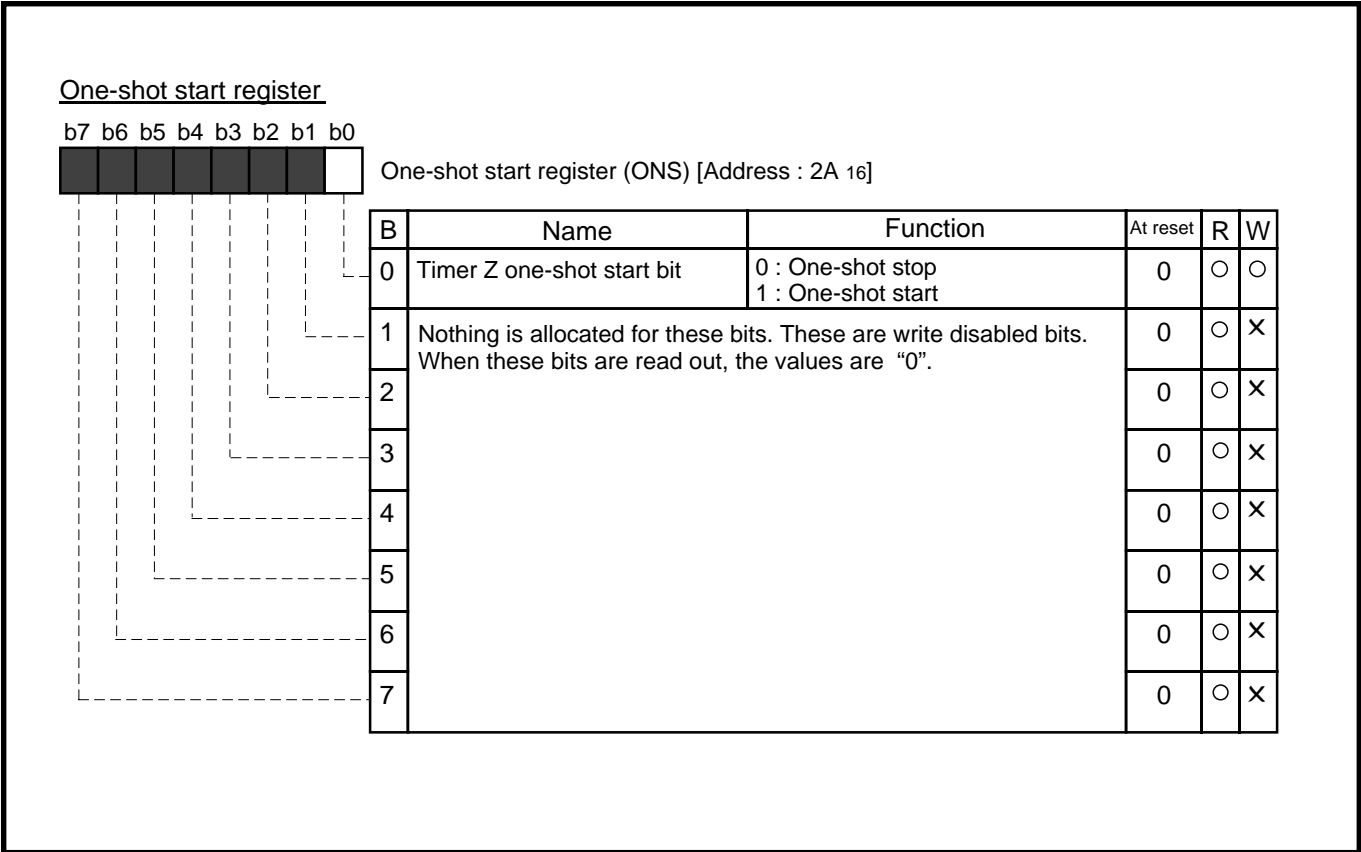 One-shot start register
b7 b6 b5 b4 b3 b2 b1 b0
One-shot start register (ONS) [Address : 2A 16]
B Name Function At reset R W
0 Timer Z one-shot start bit 0 : One-shot stop 0 ○ ○
1 : One-shot start
1 Nothing is allocated for these bits. These are write disabled bits. 0 ○ ×
When these bits are read out, the values are “0”.
2 0 ○ ×
3 0 ○ ×
4 0 ○ ×
5 0 ○ ×
6 0 ○ ×
7 0 ○ ×